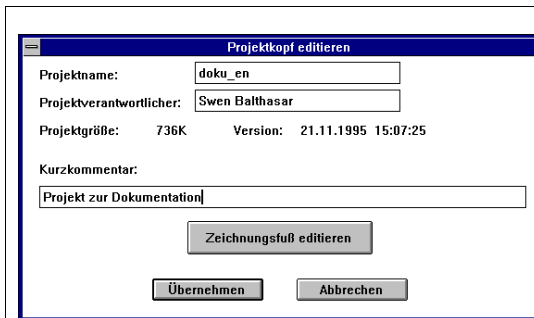 Projektkopf editieren
Projektname: doku_en
Projektverantwortlicher: Swen Balthasar
Projektgröße: 736K Version: 21.11.1995 15:07:25
Kurzkommentar:
Projekt zur Dokumentation
Zeichnungsfuß editieren
Übernehmen Abbrechen